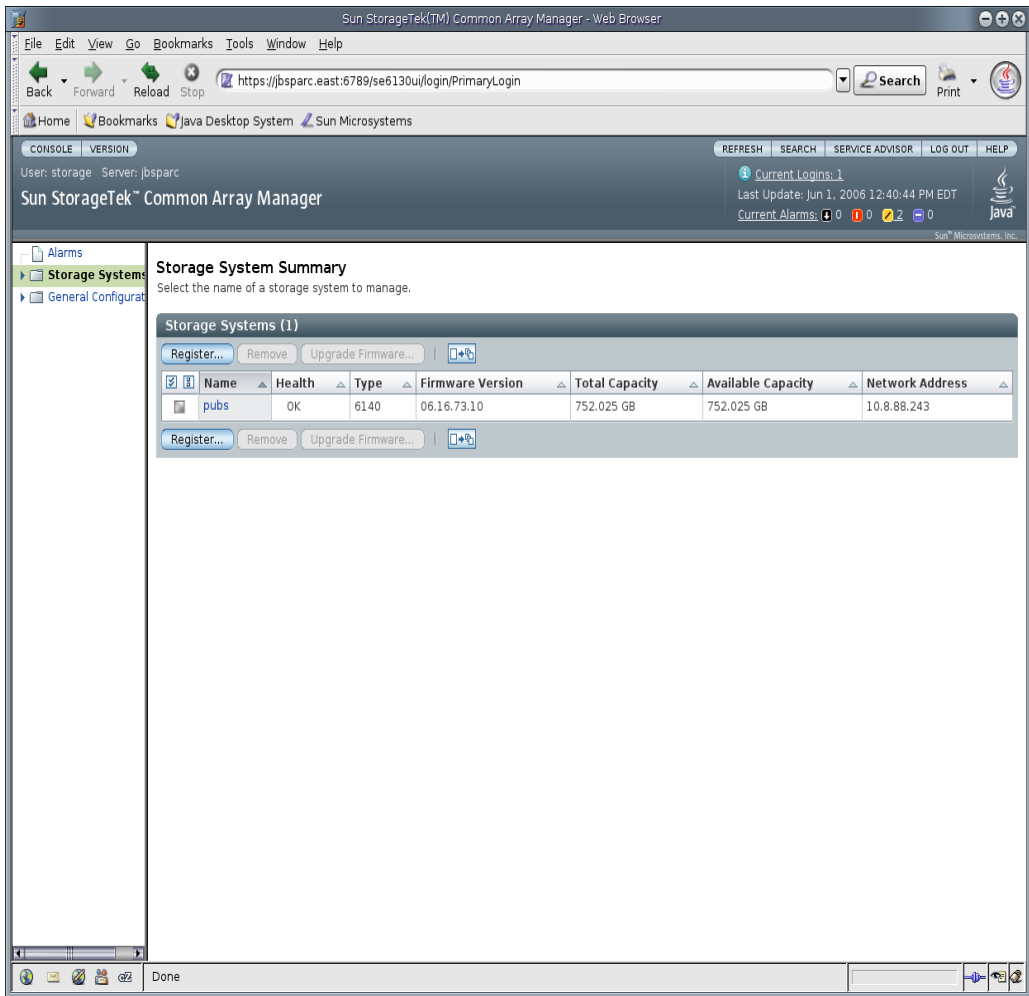 Sun StorageTek(TM) Common Array Manager - Web Browser
File Edit View Go Bookmarks Tools Window Help
Back Forward Reload Stop https://jbsparc.east:6789/se6130ui/login/PrimaryLogin Search Print
Home Bookmarks Java Desktop System Sun Microsystems
CONSOLE VERSION REFRESH SEARCH SERVICE ADVISOR LOG OUT HELP
User: storage Server: jbsparc Current Logins: 1
Sun StorageTek™ Common Array Manager Last Update: Jun 1, 2006 12:40:44 PM EDT
Current Alarms: 0 0 2 0 Java™
Sun™ Microsystems, Inc.
Alarms
Storage Systems
General Configurat
Storage System Summary
Select the name of a storage system to manage.
Storage Systems (1)
Register... Remove Upgrade Firmware...
Name Health Type Firmware Version Total Capacity Available Capacity Network Address
pubs OK 6140 06.16.73.10 752.025 GB 752.025 GB 10.8.88.243
Register... Remove Upgrade Firmware...
Done